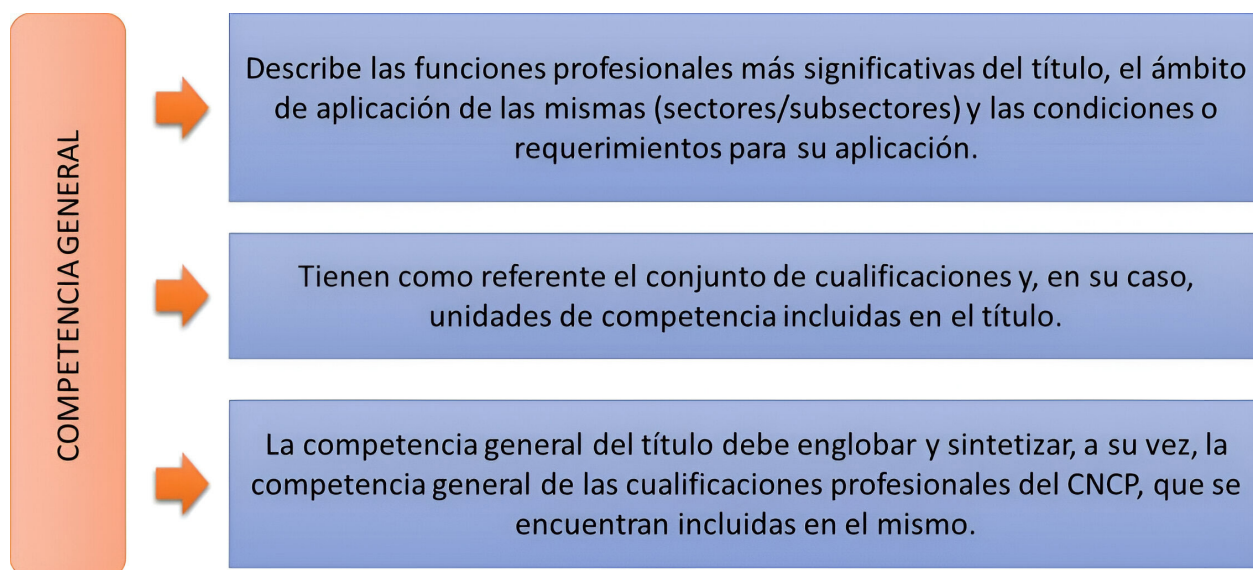 COMPETENCIA GENERAL
Describe las funciones profesionales más significativas del título, el ámbito
de aplicación de las mismas (sectores/subsectores) y las condiciones o
requerimientos para su aplicación.
Tienen como referente el conjunto de cualificaciones y, en su caso,
unidades de competencia incluidas en el título.
La competencia general del título debe englobar y sintetizar, a su vez, la
competencia general de las cualificaciones profesionales del CNCP, que se
encuentran incluidas en el mismo.